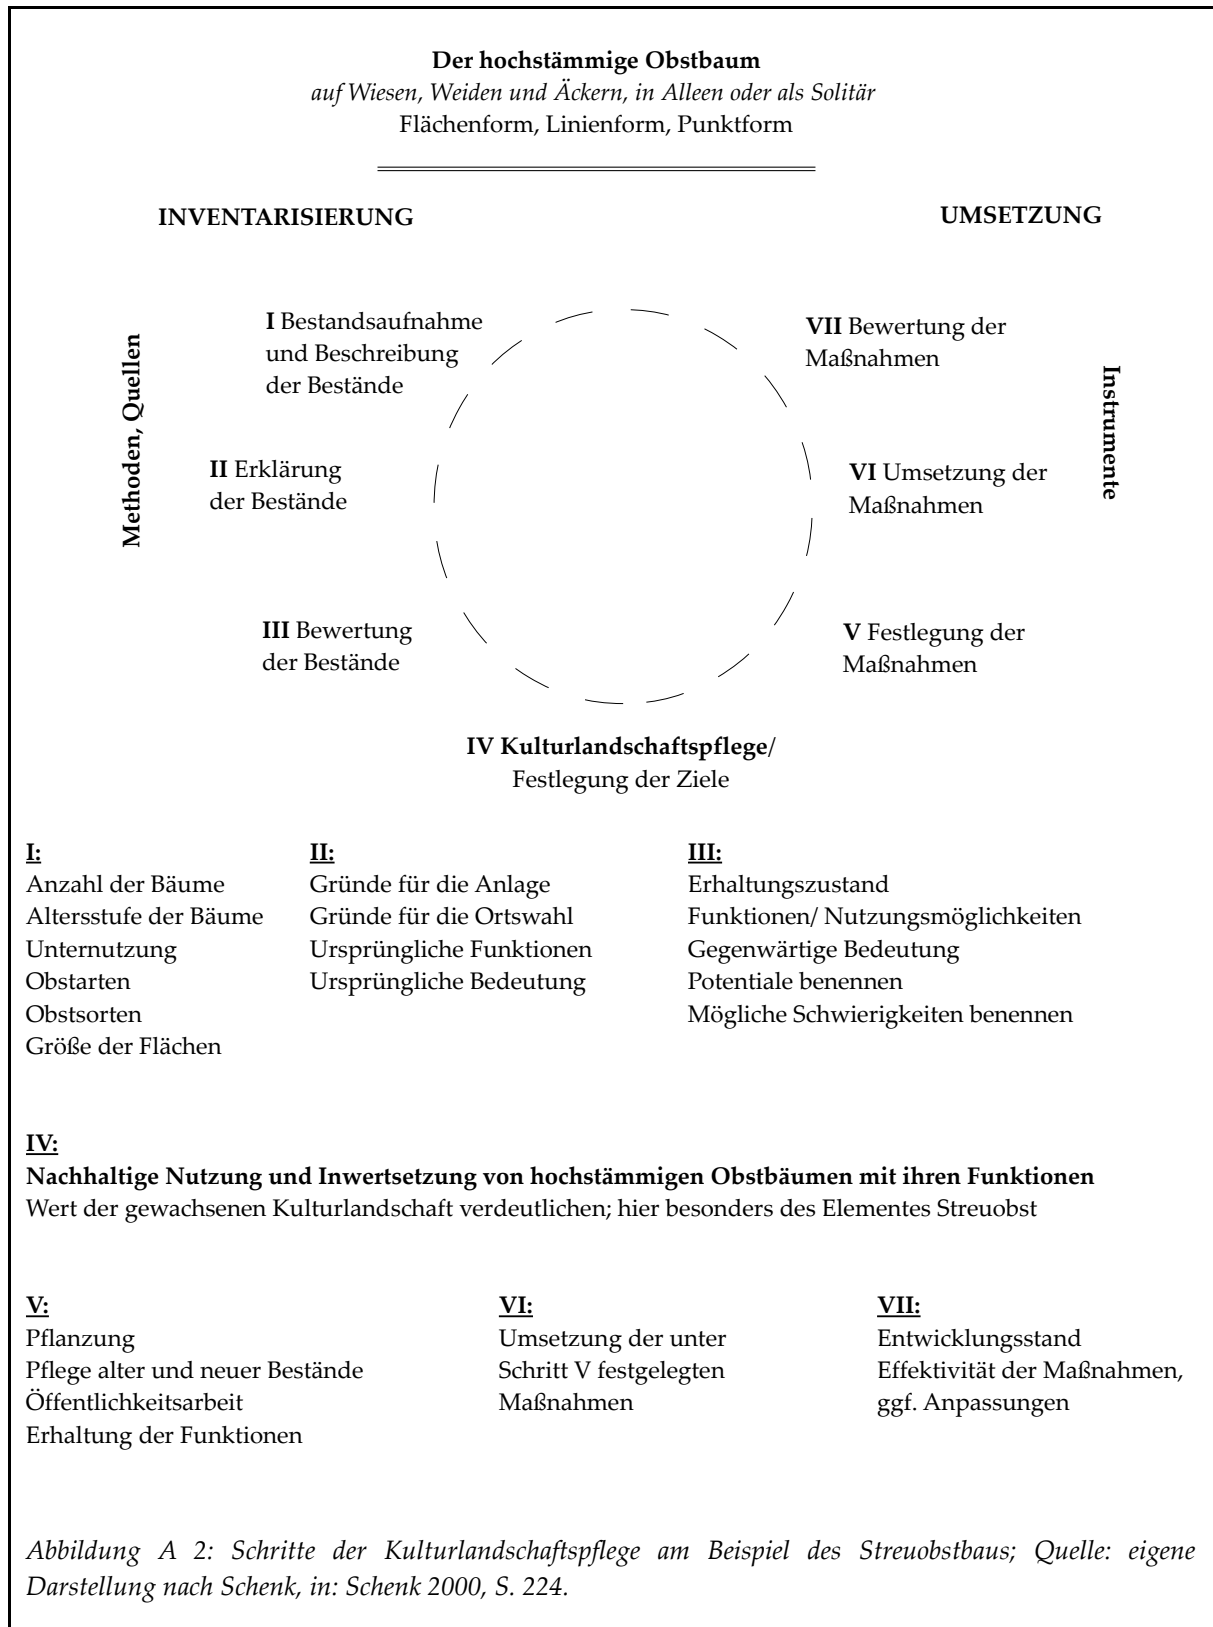 Der hochstämmige Obstbaum
auf Wiesen, Weiden und Äckern, in Alleen oder als Solitär
Flächenform, Linienform, Punktform
INVENTARISIERUNG
UMSETZUNG
Methoden, Quellen
I Bestandsaufnahme
und Beschreibung
der Bestände
II Erklärung
der Bestände
III Bewertung
der Bestände
IV Kulturlandschaftspflege/
Festlegung der Ziele
V Festlegung der
Maßnahmen
VI Umsetzung der
Maßnahmen
VII Bewertung der
Maßnahmen
Instrumente
I:
Anzahl der Bäume
Altersstufe der Bäume
Unternutzung
Obstarten
Obstsorten
Größe der Flächen
II:
Gründe für die Anlage
Gründe für die Ortswahl
Ursprüngliche Funktionen
Ursprüngliche Bedeutung
III:
Erhaltungszustand
Funktionen/ Nutzungsmöglichkeiten
Gegenwärtige Bedeutung
Potentiale benennen
Mögliche Schwierigkeiten benennen
IV:
Nachhaltige Nutzung und Inwertsetzung von hochstämmigen Obstbäumen mit ihren Funktionen
Wert der gewachsenen Kulturlandschaft verdeutlichen; hier besonders des Elementes Streuobst
V:
Pflanzung
Pflege alter und neuer Bestände
Öffentlichkeitsarbeit
Erhaltung der Funktionen
VI:
Umsetzung der unter
Schritt V festgelegten
Maßnahmen
VII:
Entwicklungsstand
Effektivität der Maßnahmen,
ggf. Anpassungen
Abbildung A 2: Schritte der Kulturlandschaftspflege am Beispiel des Streuobstbaus; Quelle: eigene
Darstellung nach Schenk, in: Schenk 2000, S. 224.